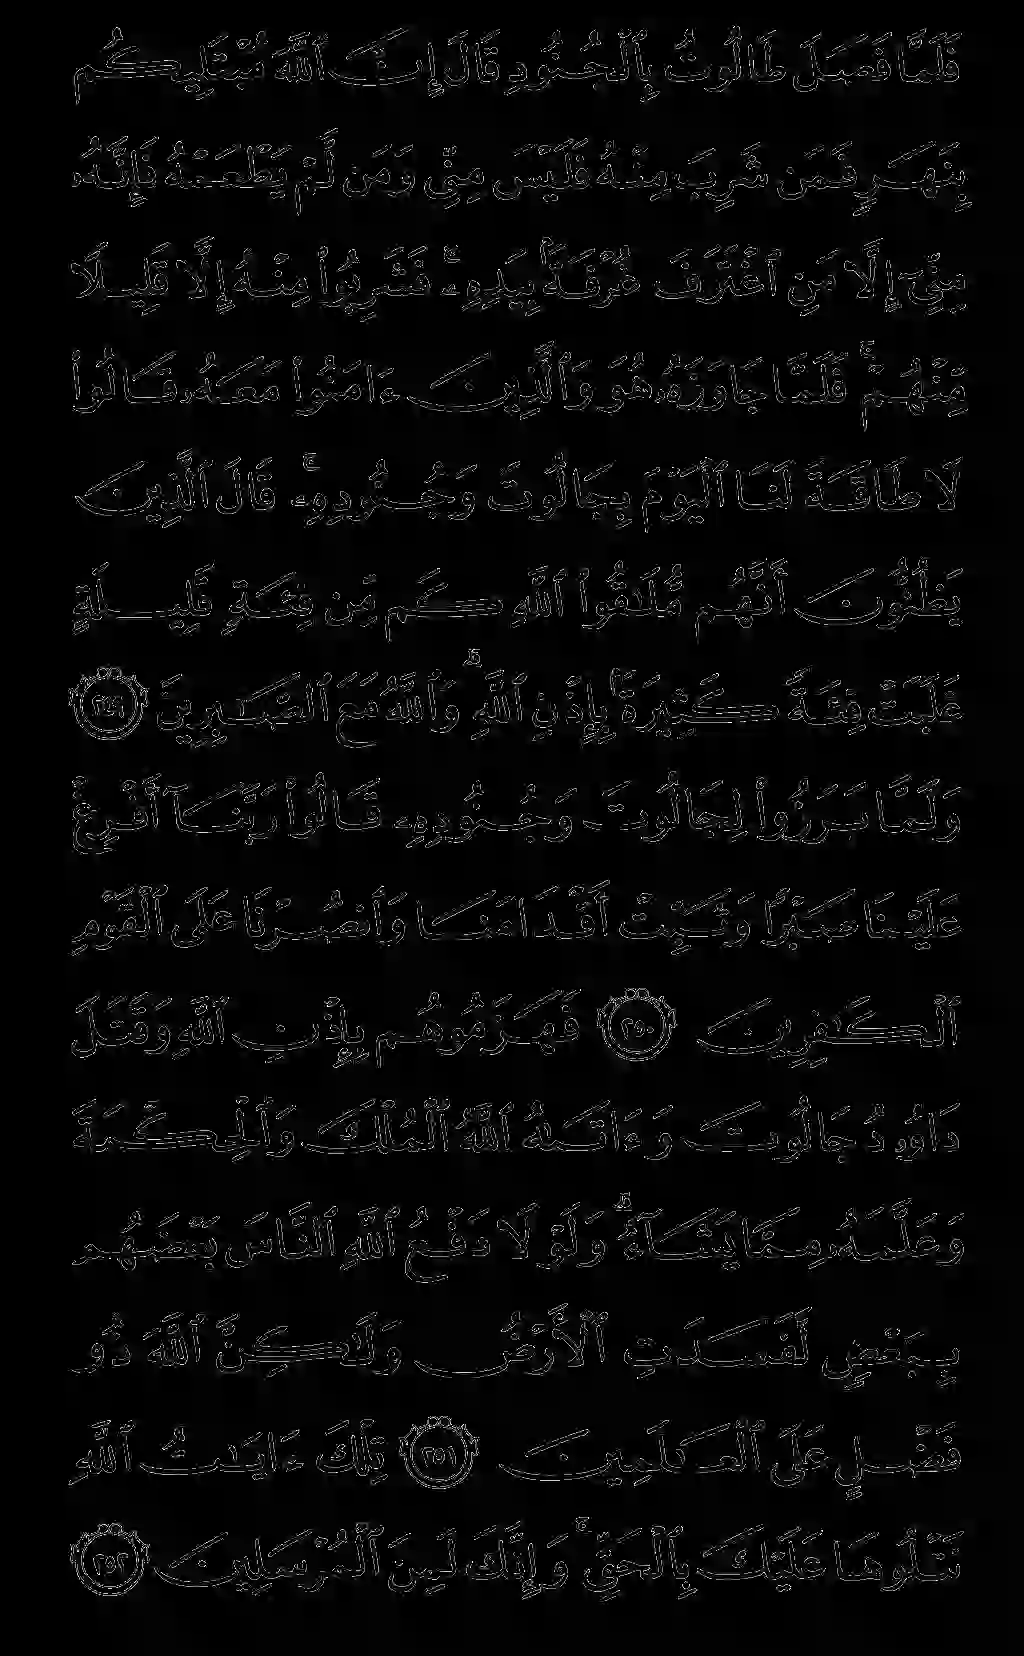 فَلَمَّا فَصَلَ طَالُوتُ بِٱلْجُنُودِ قَالَ إِنَّ ٱللَّهَ مُبْتَلِيكُم
بِنَهَرٍ فَمَن شَرِبَ مِنْهُ فَلَيْسَ مِنِّي وَمَن لَّمْ يَطْعَمْهُ فَإِنَّهُۥ
مِنِّيٓ إِلَّا مَنِ ٱغْتَرَفَ غُرْفَةًۢ بِيَدِهِۦۚ فَشَرِبُوا۟ مِنْهُ إِلَّا قَلِيلًا
مِّنْهُمْۚ فَلَمَّا جَاوَزَهُۥ هُوَ وَٱلَّذِينَ ءَامَنُوا۟ مَعَهُۥ قَالُوا۟
لَا طَاقَةَ لَنَا ٱلْيَوْمَ بِجَالُوتَ وَجُنُودِهِۦۚ قَالَ ٱلَّذِينَ
يَظُنُّونَ أَنَّهُم مُّلَٰقُوا۟ ٱللَّهِ كَم مِّن فِئَةٍ قَلِيلَةٍ
غَلَبَتْ فِئَةً كَثِيرَةًۢ بِإِذْنِ ٱللَّهِۗ وَٱللَّهُ مَعَ ٱلصَّٰبِرِينَ ٢٤٩
وَلَمَّا بَرَزُوا۟ لِجَالُوتَ وَجُنُودِهِۦ قَالُوا۟ رَبَّنَآ أَفْرِغْ
عَلَيْنَا صَبْرًا وَثَبِّتْ أَقْدَامَنَا وَٱنصُرْنَا عَلَى ٱلْقَوْمِ
ٱلْكَٰفِرِينَ ٢٥٠ فَهَزَمُوهُم بِإِذْنِ ٱللَّهِ وَقَتَلَ
دَاوُۥدُ جَالُوتَ وَءَاتَىٰهُ ٱللَّهُ ٱلْمُلْكَ وَٱلْحِكْمَةَ
وَعَلَّمَهُۥ مِمَّا يَشَآءُۗ وَلَوْلَا دَفْعُ ٱللَّهِ ٱلنَّاسَ بَعْضَهُم
بِبَعْضٍ لَّفَسَدَتِ ٱلْأَرْضُ وَلَٰكِنَّ ٱللَّهَ ذُو
فَضْلٍ عَلَى ٱلْعَٰلَمِينَ ٢٥١ تِلْكَ ءَايَٰتُ ٱللَّهِ
نَتْلُوهَا عَلَيْكَ بِٱلْحَقِّۚ وَإِنَّكَ لَمِنَ ٱلْمُرْسَلِينَ ٢٥٢